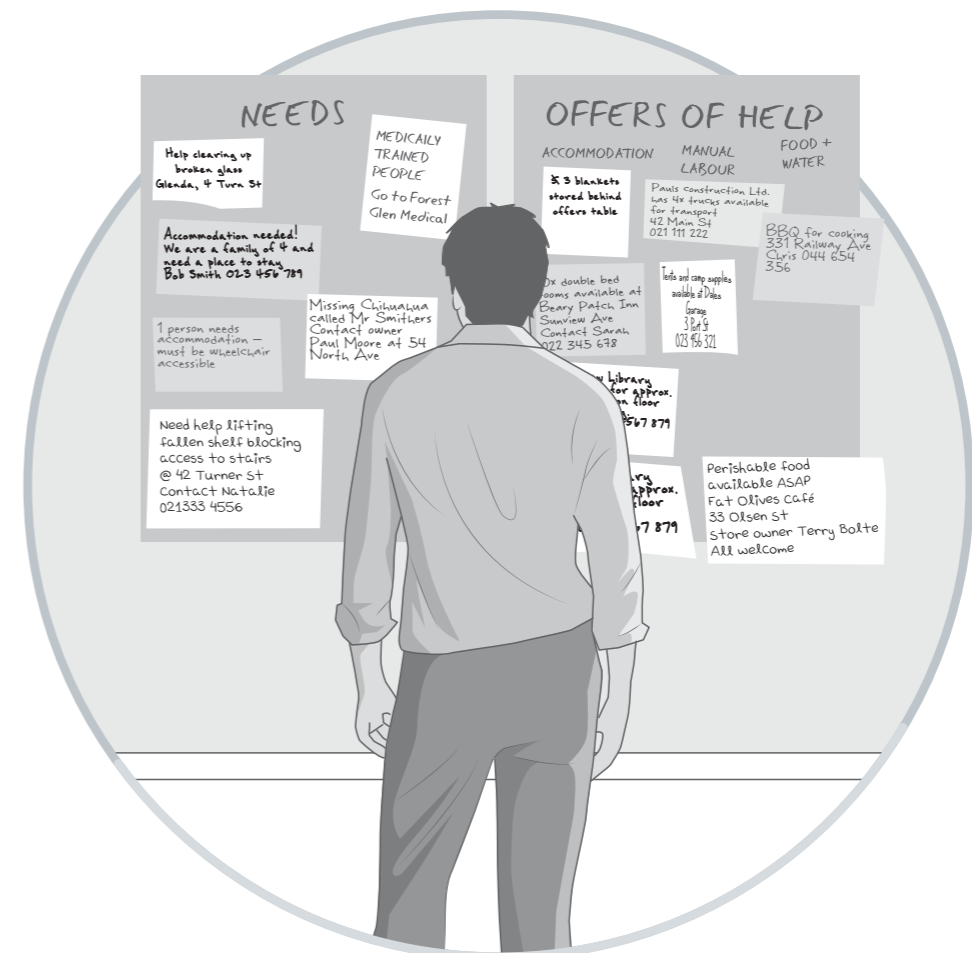 NEEDS
Help clearing up
broken glass
Glenda, 4 Turn St
MEDICALLY
TRAINED
PEOPLE
Go to Forest
Glen Medical
Accommodation needed!
We are a family of 4 and
need a place to stay
Bob Smith 023 456 789
Missing Chihuahua
called Mr Smithers
Contact owner
Paul Moore at 54
North Ave
1 person needs
accommodation –
must be wheelchair
accessible
Need help lifting
fallen shelf blocking
access to stairs
@ 42 Turner St
Contact Natalie
021333 4556
OFFERS OF HELP
ACCOMMODATION
MANUAL
LABOUR
FOOD +
WATER
3 blankets
stored behind
offers table
Pauls construction Ltd.
has 4x trucks available
for transport
42 Main St
021 111 222
BBQ for cooking
331 Railway Ave
Chris 044 654
356
double bed
rooms available at
Beary Patch Inn
Sunview Ave
Contact Sarah
022 345 678
Tents and camp supplies
available at Dales
Garage
3 Port St
023 956 321
Library
for approx.
on floor
567 879
approx.
floor
67 879
Perishable food
available ASAP
Fat Olives Café
33 Olsen St
Store owner Terry Bolte
All welcome